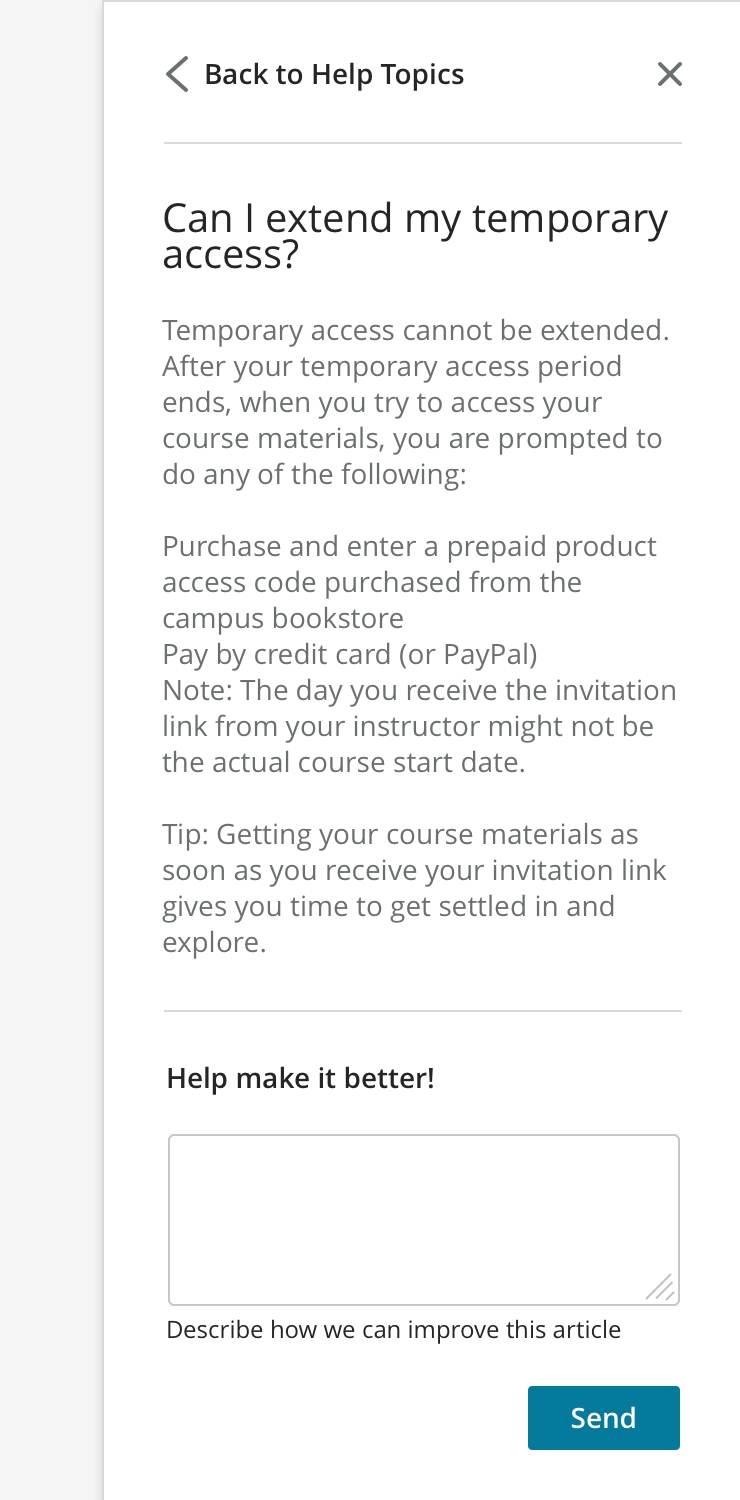 Back to Help Topics
Can I extend my temporary
access?
Temporary access cannot be extended.
After your temporary access period
ends, when you try to access your
course materials, you are prompted to
do any of the following:
Purchase and enter a prepaid product
access code purchased from the
campus bookstore
Pay by credit card (or PayPal)
Note: The day you receive the invitation
link from your instructor might not be
the actual course start date.
Tip: Getting your course materials as
soon as you receive your invitation link
gives you time to get settled in and
explore.
Help make it better!
Describe how we can improve this article
Send